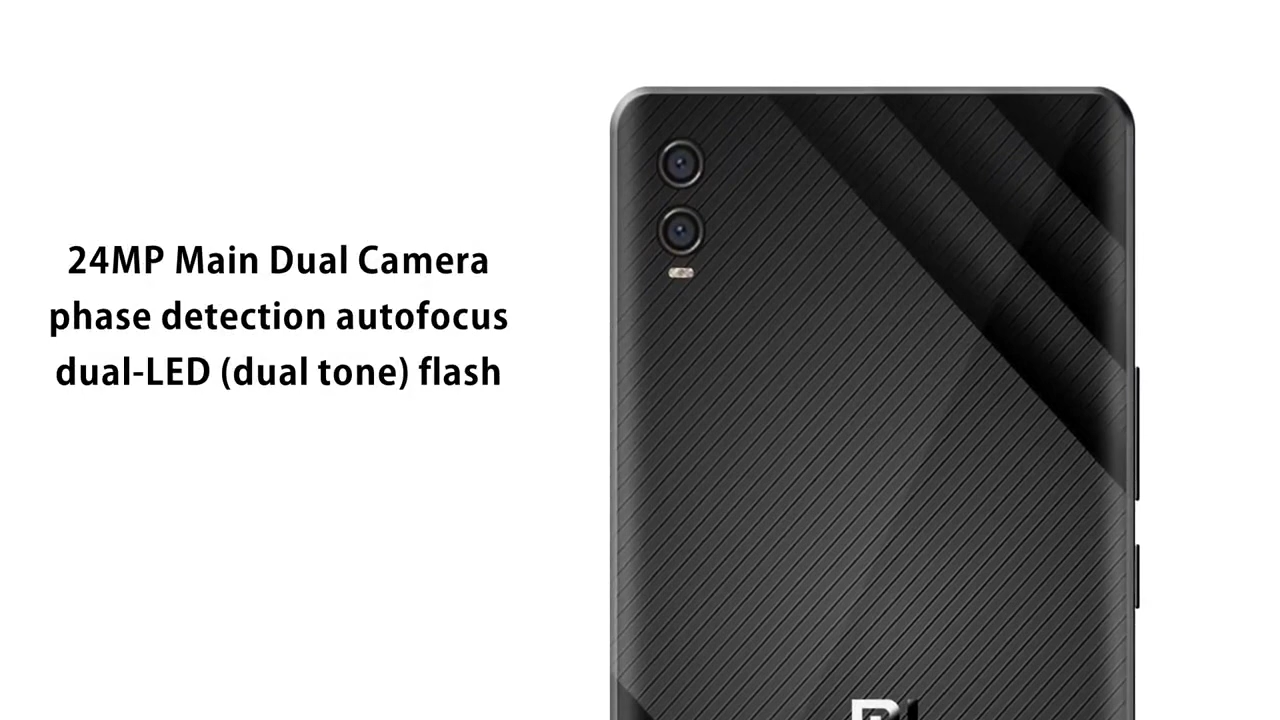 24MP Main Dual Camera
phase detection autofocus
dual-LED (dual tone) flash